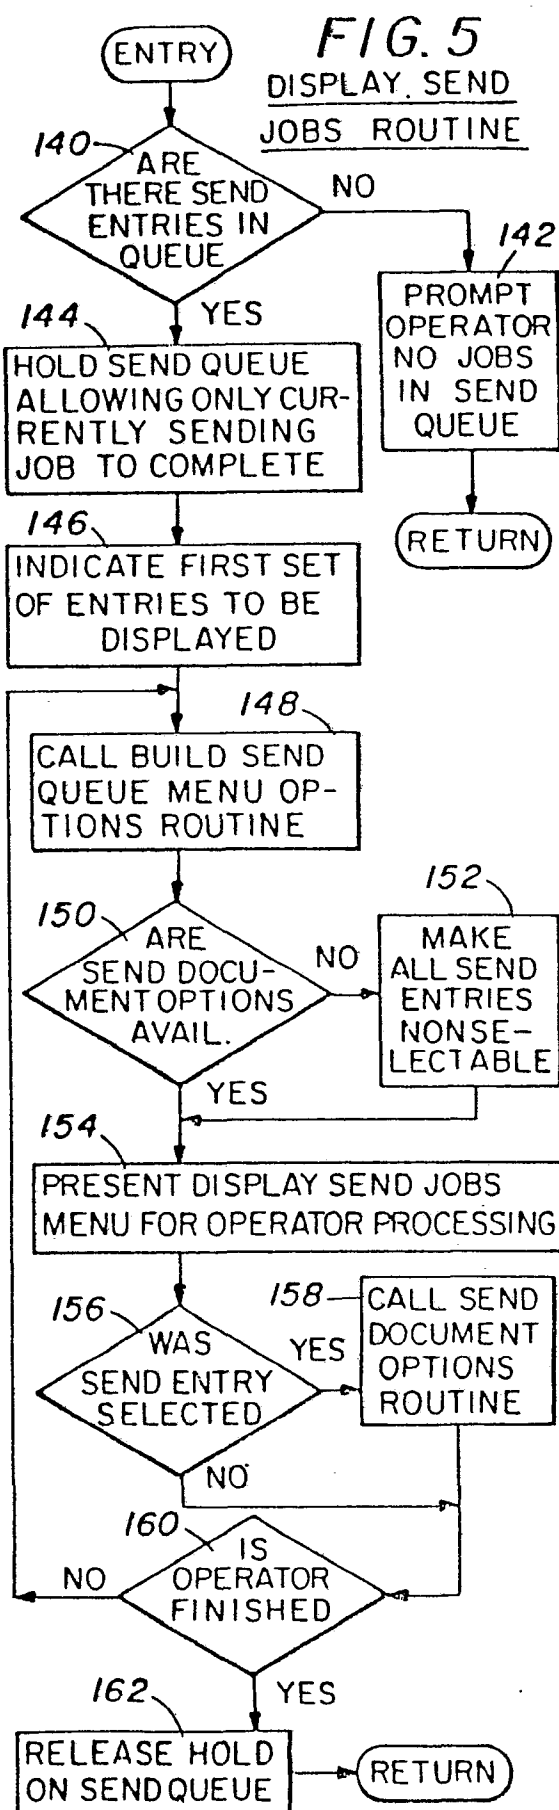 FIG. 5
DISPLAY SEND
JOBS ROUTINE
ENTRY
140
ARE
THERE SEND
ENTRIES IN
QUEUE
NO
142
PROMPT
OPERATOR
NO JOBS
IN SEND
QUEUE
RETURN
YES
144
HOLD SEND QUEUE
ALLOWING ONLY CUR-
RENTLY SENDING
JOB TO COMPLETE
146
INDICATE FIRST SET
OF ENTRIES TO BE
DISPLAYED
148
CALL BUILD SEND
QUEUE MENU OP-
TIONS ROUTINE
150
ARE
SEND DOCU-
MENT OPTIONS
AVAIL.
NO
152
MAKE
ALL SEND
ENTRIES
NONSE-
LECTABLE
YES
154
PRESENT DISPLAY SEND JOBS
MENU FOR OPERATOR PROCESSING
156
WAS
SEND ENTRY
SELECTED
YES
158
CALL SEND
DOCUMENT
OPTIONS
ROUTINE
NO
160
IS
OPERATOR
FINISHED
NO
YES
162
RELEASE HOLD
ON SEND QUEUE
RETURN